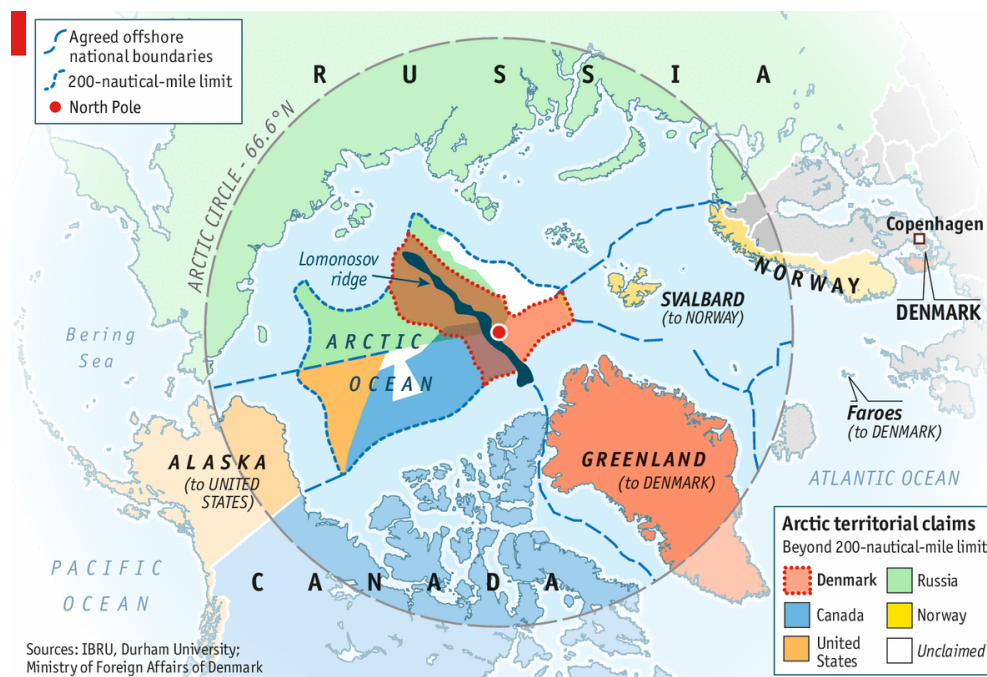 Agreed offshore
national boundaries
200-nautical-mile limit
North Pole
RUSSIA
ARCTIC CIRCLE - 66.6°N
Lomonosov
ridge
Copenhagen
NORWAY
SVALBARD
(to NORWAY)
DENMARK
Bering
Sea
ARCTIC
OCEAN
Faroes
(to DENMARK)
ALASKA
(to UNITED
STATES)
GREENLAND
(to DENMARK)
ATLANTIC OCEAN
PACIFIC
OCEAN
CANADA
Arctic territorial claims
Beyond 200-nautical-mile limit
Denmark
Russia
Canada
Norway
United
States
Unclaimed
Sources: IBRU, Durham University;
Ministry of Foreign Affairs of Denmark